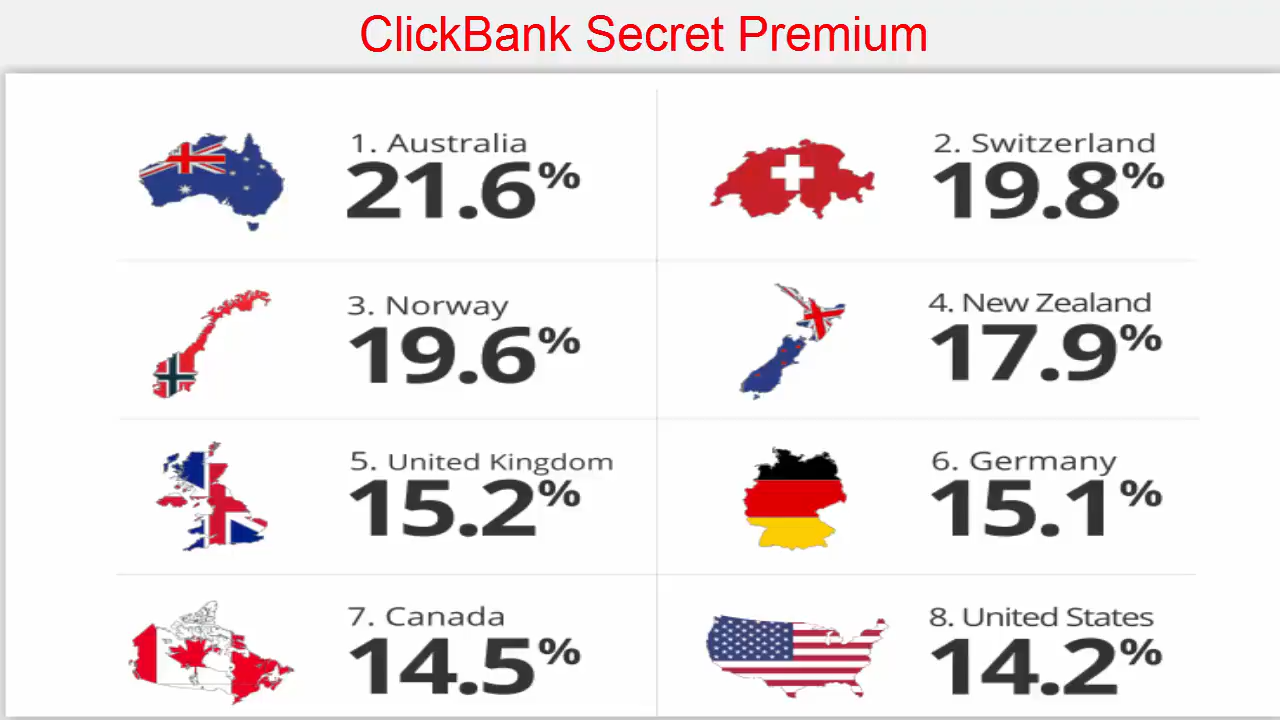 ClickBank Secret Premium
1. Australia
21.6%
2. Switzerland
19.8%
3. Norway
19.6%
4. New Zealand
17.9%
5. United Kingdom
15.2%
6. Germany
15.1%
7. Canada
14.5%
8. United States
14.2%